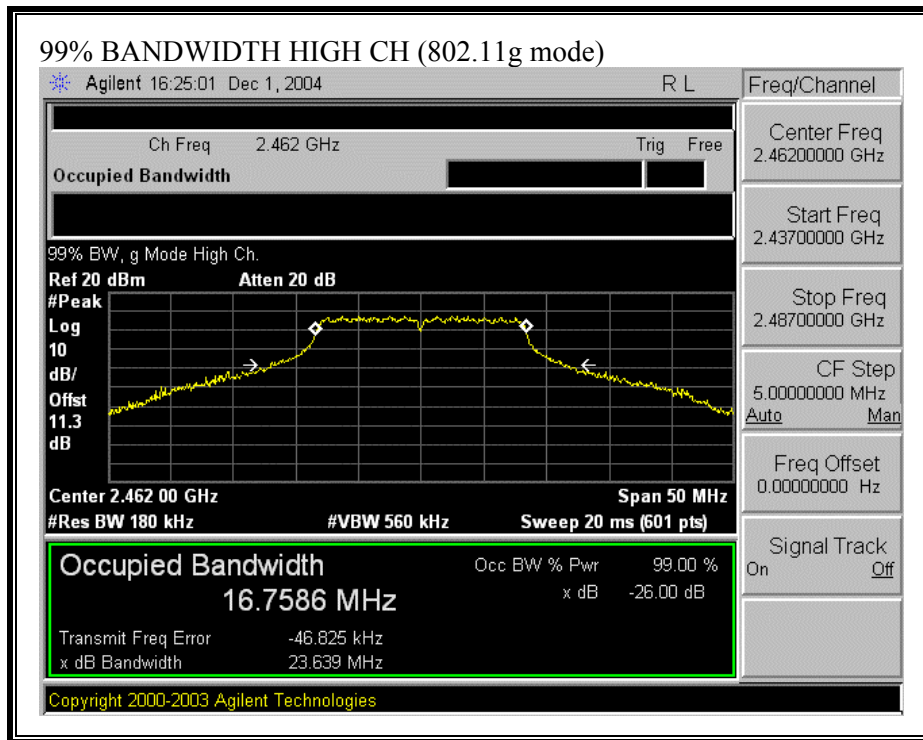 99% BANDWIDTH HIGH CH (802.11g mode)
Agilent 16:25:01 Dec 1, 2004 R L
Freq/Channel
Ch Freq 2.462 GHz Trig Free
Occupied Bandwidth
Center Freq
2.46200000 GHz
Start Freq
2.43700000 GHz
Stop Freq
2.48700000 GHz
CF Step
5.00000000 MHz
Auto Man
Freq Offset
0.00000000 Hz
Signal Track
On Off
99% BW, g Mode High Ch.
Ref 20 dBm Atten 20 dB
#Peak
Log
10
dB/
Offst
11.3
dB
Center 2.462 00 GHz Span 50 MHz
#Res BW 180 kHz #VBW 560 kHz Sweep 20 ms (601 pts)
Occupied Bandwidth Occ BW % Pwr 99.00 %
16.7586 MHz x dB -26.00 dB
Transmit Freq Error -46.825 kHz
x dB Bandwidth 23.639 MHz
Copyright 2000-2003 Agilent Technologies